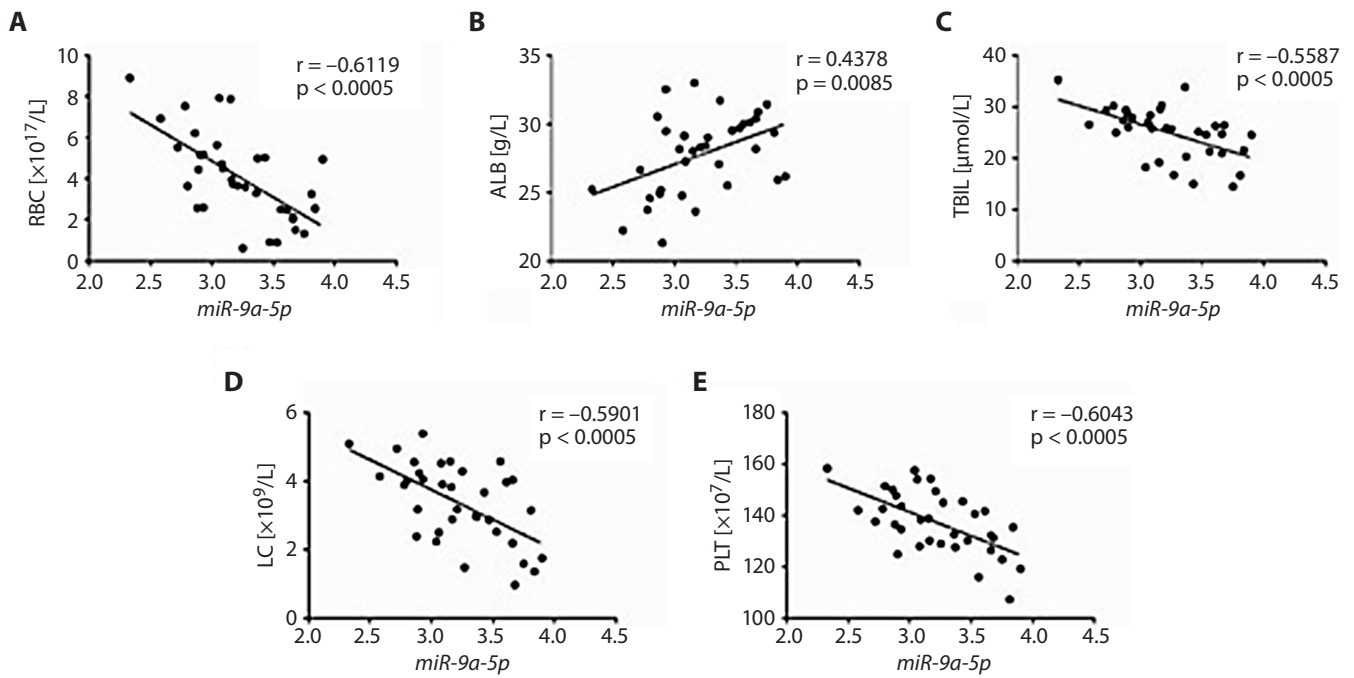 A
r = –0.6119
p < 0.0005
RBC [×10¹⁷/L]
10
8
6
4
2
0
2.0 2.5 3.0 3.5 4.0 4.5
miR-9a-5p
B
r = 0.4378
p = 0.0085
ALB [g/L]
35
30
25
20
2.0 2.5 3.0 3.5 4.0 4.5
miR-9a-5p
C
r = –0.5587
p < 0.0005
TBIL [µmol/L]
40
30
20
10
0
2.0 2.5 3.0 3.5 4.0 4.5
miR-9a-5p
D
r = –0.5901
p < 0.0005
LC [×10⁹/L]
6
4
2
0
2.0 2.5 3.0 3.5 4.0 4.5
miR-9a-5p
E
r = –0.6043
p < 0.0005
PLT [×10⁷/L]
180
160
140
120
100
2.0 2.5 3.0 3.5 4.0 4.5
miR-9a-5p